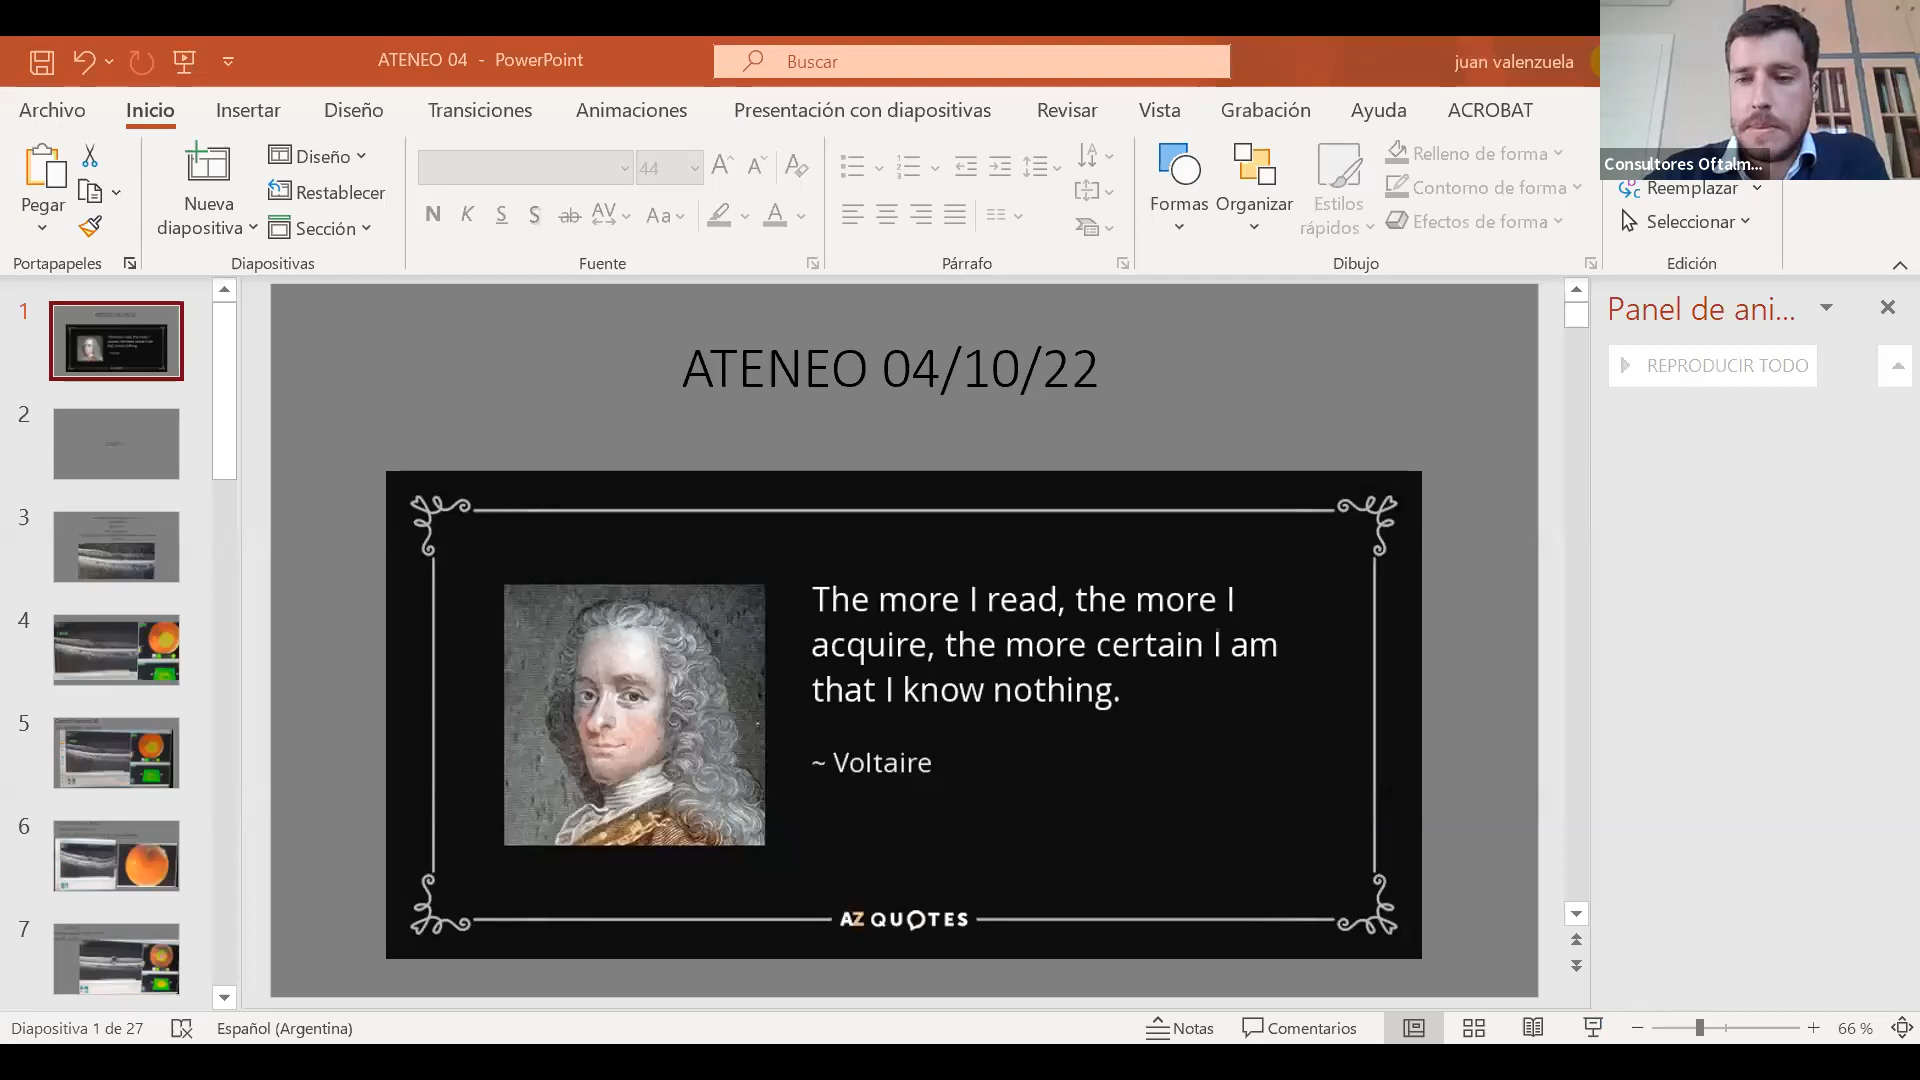 ATENEO 04 - PowerPoint
Buscar
juan valenzuela
Archivo Inicio Insertar Diseño Transiciones Animaciones Presentación con diapositivas Revisar Vista Grabación Ayuda ACROBAT
Consultores Oftalm...
Pegar
Nueva diapositiva
Diseño
Restablecer
Sección
44
N K S S ab AV Aa A
Formas
Organizar
Estilos rápidos
Relleno de forma
Contorno de forma
Efectos de forma
Reemplazar
Seleccionar
Portapapeles Diapositivas Fuente Párrafo Dibujo Edición
1
2
3
4
5
6
7
ATENEO 04/10/22
The more I read, the more I
acquire, the more certain I am
that I know nothing.
~ Voltaire
AZ QUOTES
Panel de ani...
REPRODUCIR TODO
Diapositiva 1 de 27 Español (Argentina) Notas Comentarios 66 %